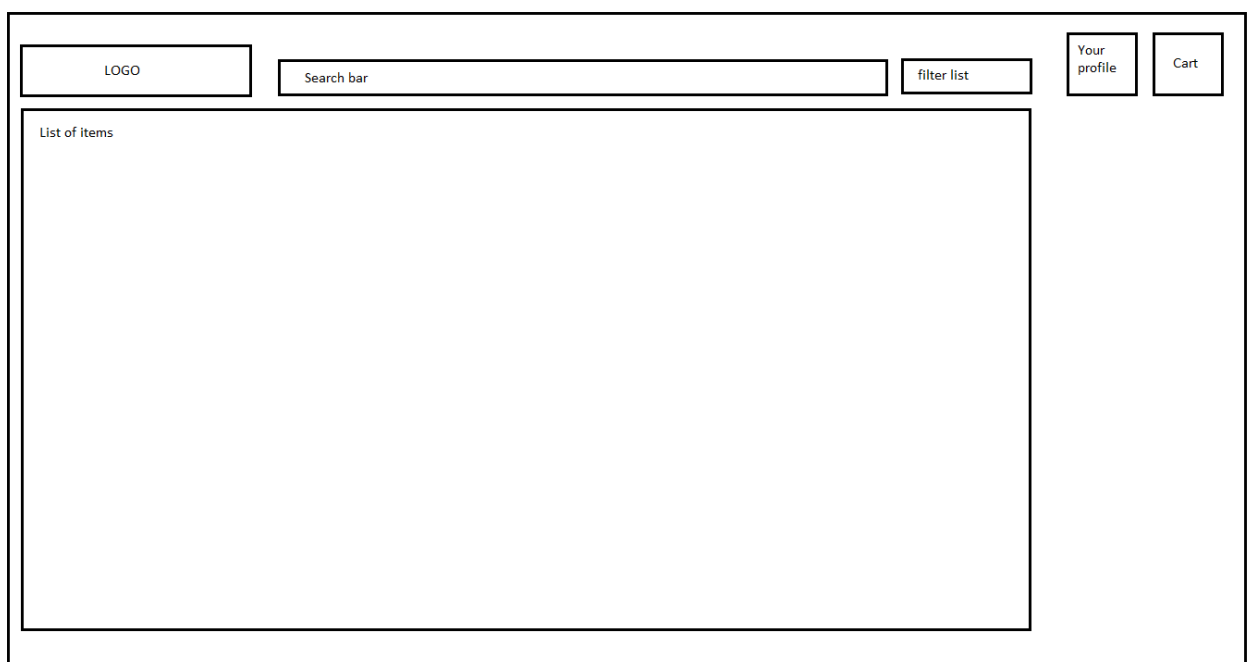 LOGO
Search bar
filter list
Your
profile
Cart
List of items